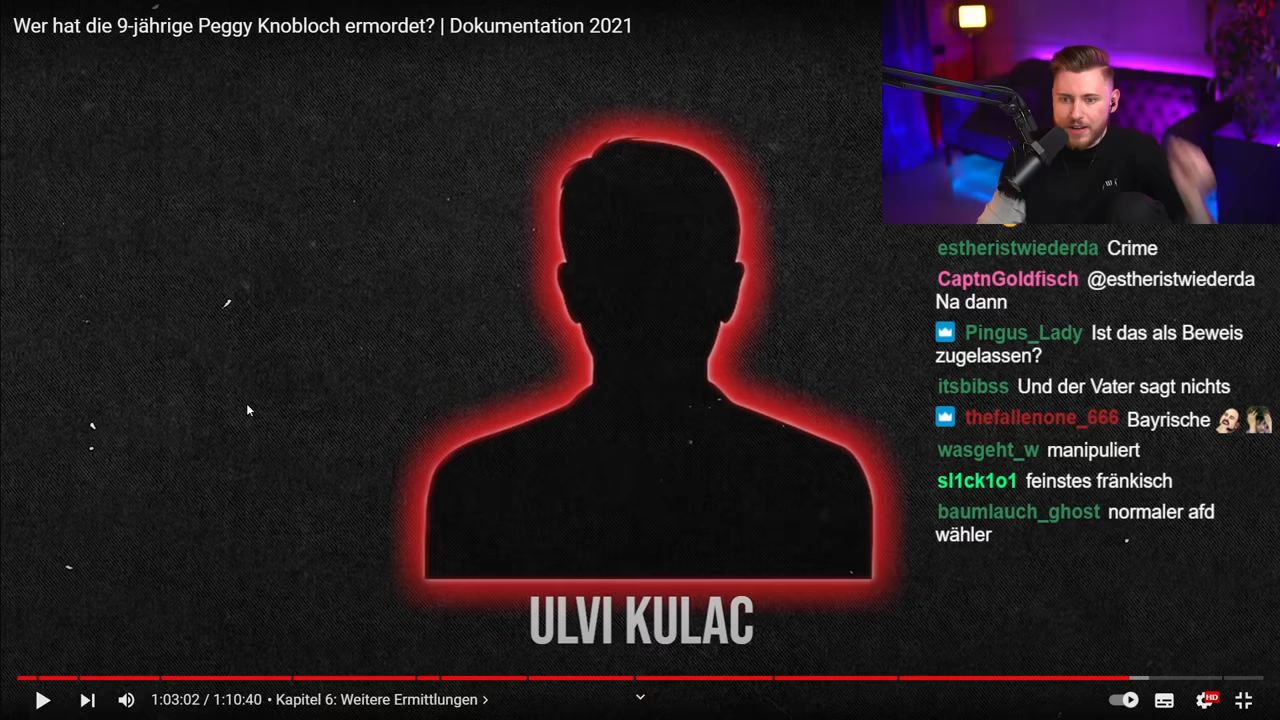 Wer hat die 9-jährige Peggy Knobloch ermordet? | Dokumentation 2021
estheristwiederda Crime
CaptnGoldfisch @estheristwiederda
Na dann
Pingus_Lady Ist das als Beweis
zugelassen?
itsbibss Und der Vater sagt nichts
thefallenone_666 Bayrische
wasgeht_w manipuliert
sl1ck1o1 feinstes fränkisch
baumlauch_ghost normaler afd
wähler
ULVI KULAC
1:03:02 / 1:10:40 • Kapitel 6: Weitere Ermittlungen
HD